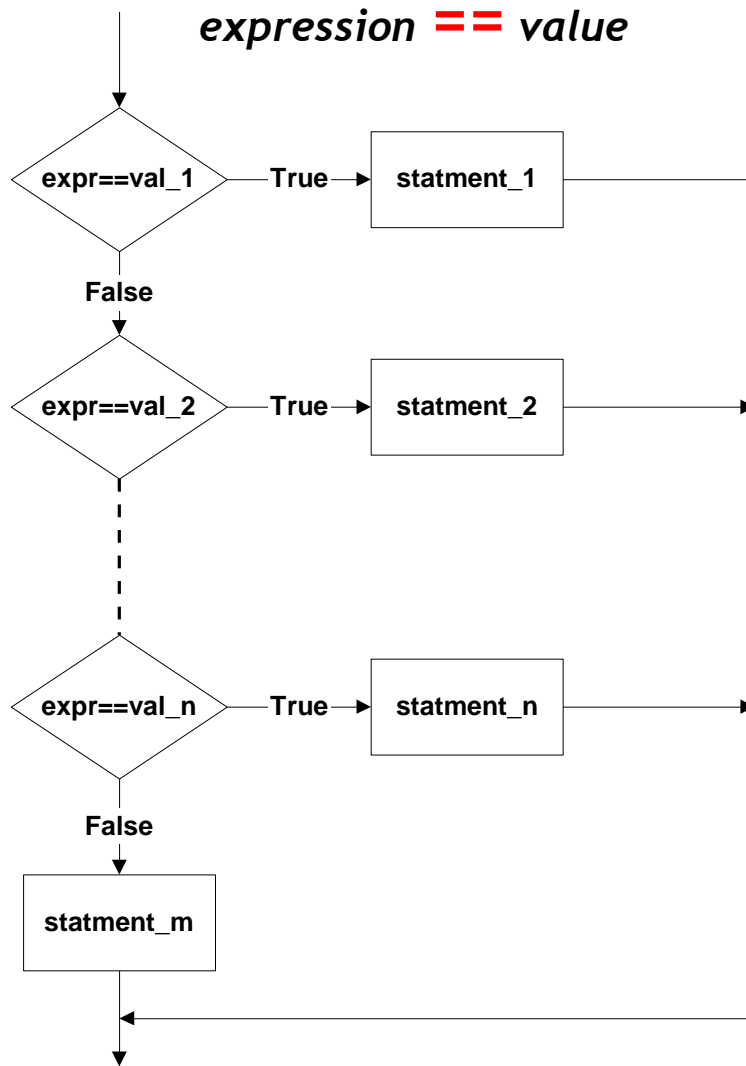 expression == value
expr==val_1
True
statment_1
False
expr==val_2
True
statment_2
expr==val_n
True
statment_n
False
statment_m